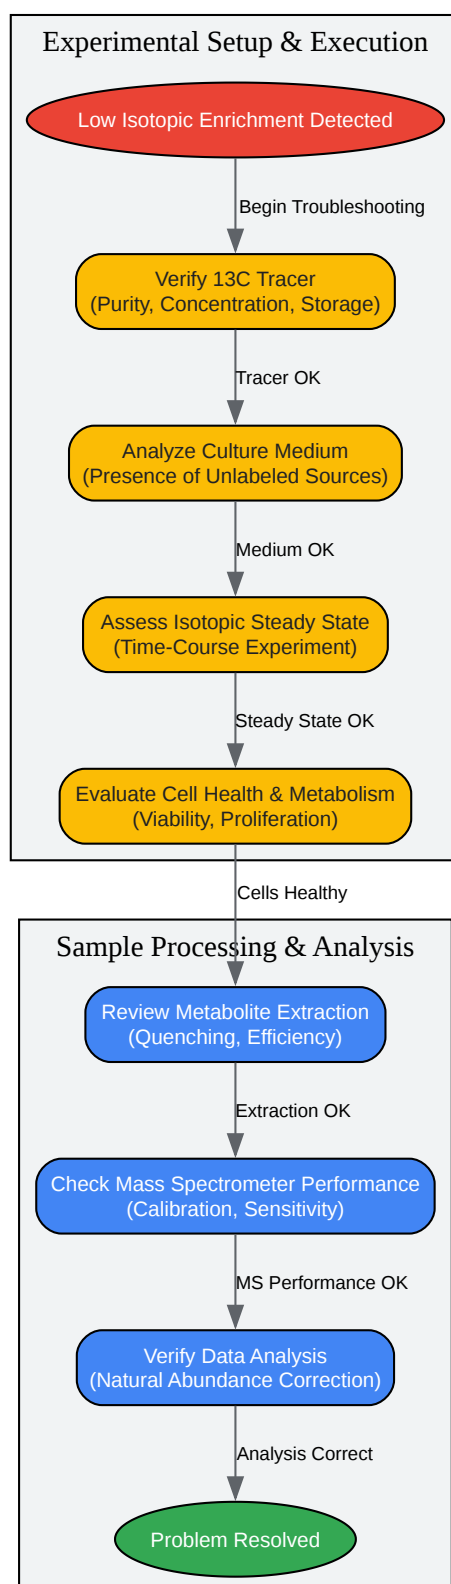 Experimental Setup & Execution
Low Isotopic Enrichment Detected
Begin Troubleshooting
Verify 13C Tracer
(Purity, Concentration, Storage)
Tracer OK
Analyze Culture Medium
(Presence of Unlabeled Sources)
Medium OK
Assess Isotopic Steady State
(Time-Course Experiment)
Steady State OK
Evaluate Cell Health & Metabolism
(Viability, Proliferation)
Cells Healthy
Sample Processing & Analysis
Review Metabolite Extraction
(Quenching, Efficiency)
Extraction OK
Check Mass Spectrometer Performance
(Calibration, Sensitivity)
MS Performance OK
Verify Data Analysis
(Natural Abundance Correction)
Analysis Correct
Problem Resolved